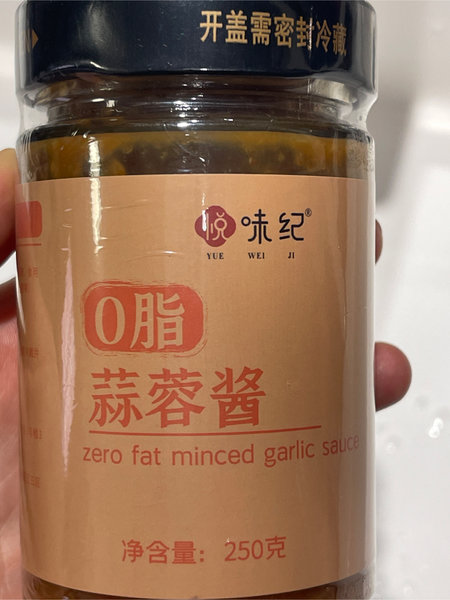 开盖需密封冷藏
悦味纪®
YUE WEI JI
0脂
蒜蓉酱
zero fat minced garlic sauce
净含量：250克